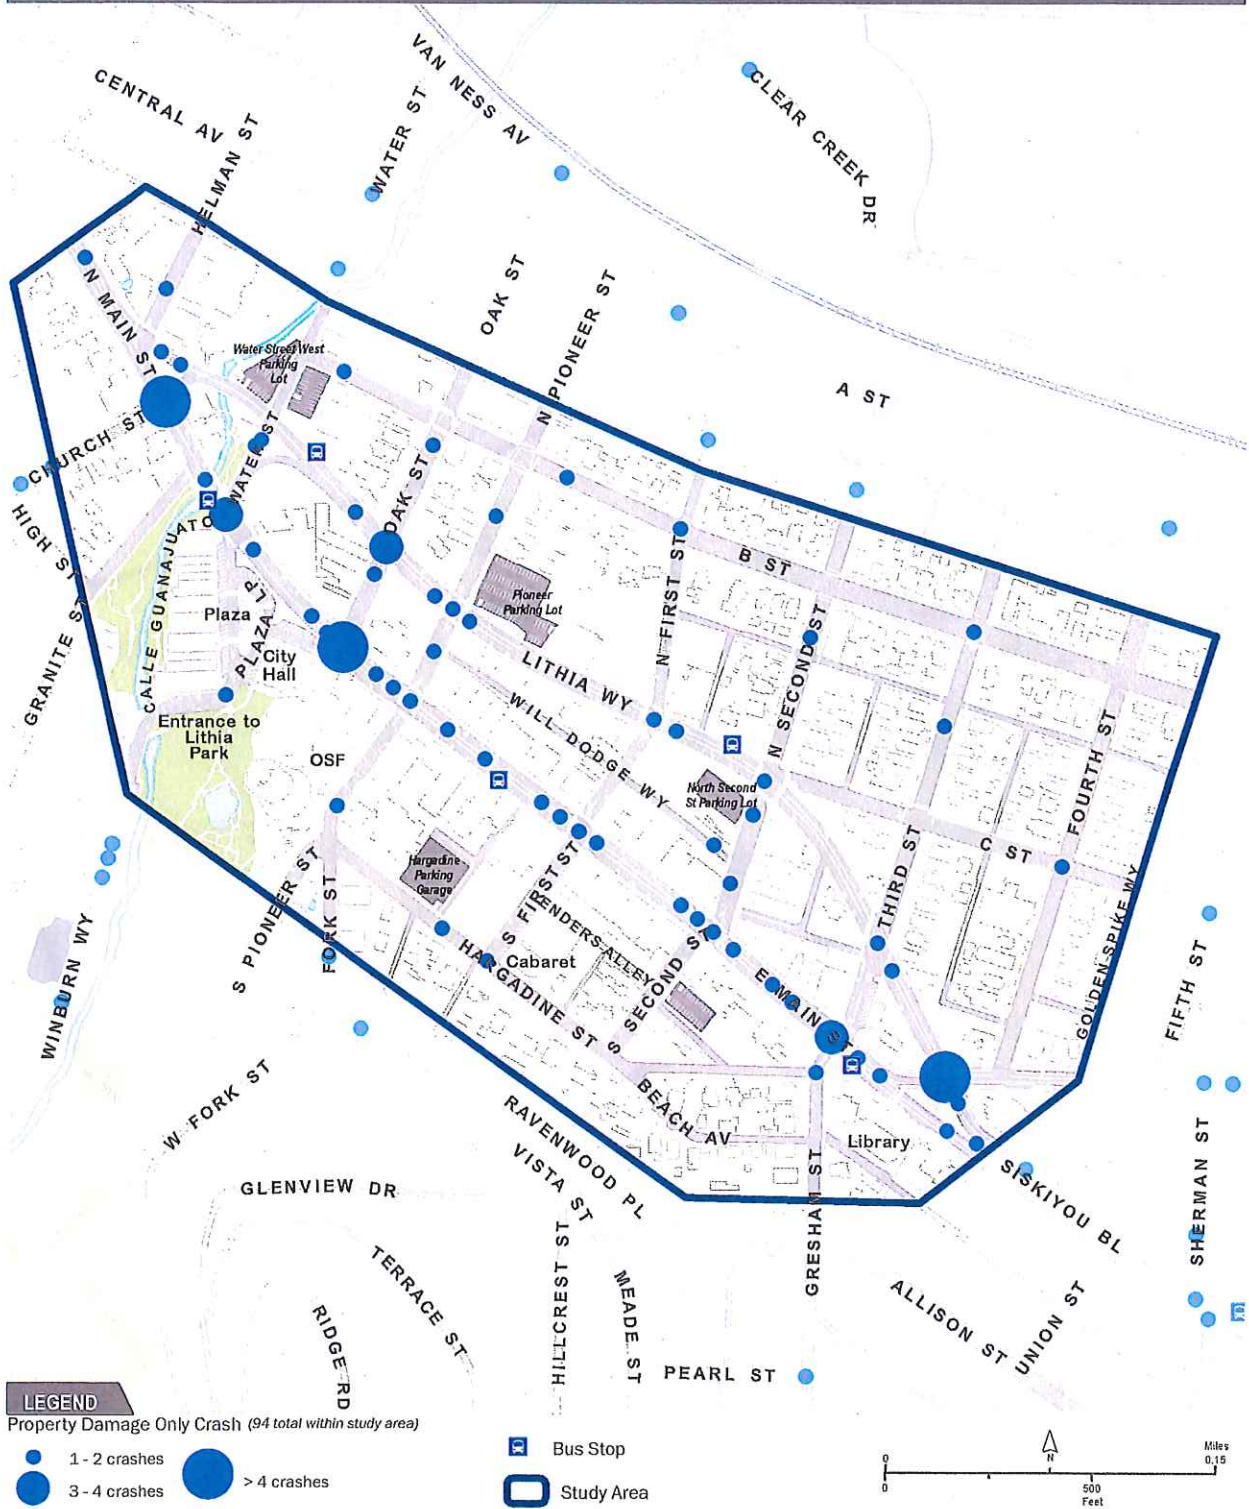 VAN NESS AV
CENTRAL AV
CLEAR CREEK DR
WATER ST
HELMAN ST
OAK ST
N PIONEER ST
N MAIN ST
Water Street West
Parking
Lot
A ST
CHURCH ST
WATER ST
OAK ST
HIGH ST
B ST
CALLE GUANAJUATO
Pioneer
Parking Lot
N FIRST ST
Plaza
PLAZA LP
City
Hall
N SECOND ST
GRANITE ST
LITHIA WY
WILL DODGE WY
Entrance to
Lithia
Park
FOURTH ST
OSF
North Second
St Parking Lot
C ST
THIRD ST
Hargadine
Parking
Garage
S PIONEER ST
FORK ST
S FIRST ST
ENDERS ALLEY
GOLDEN SPIKE WY
WINBURN WY
Cabaret
HARGADINE ST
S SECOND ST
E MAIN ST
FIFTH ST
W FORK ST
BEACH AV
RAVENWOOD PL
Library
VISTA ST
GLENVIEW DR
SISKIYOU BL
SHERMAN ST
GRESHAM ST
HILLCREST ST
TERRACE ST
MEADE ST
ALLISON ST
UNION ST
RIDGE RD
PEARL ST
LEGEND
Property Damage Only Crash (94 total within study area)
1 - 2 crashes
3 - 4 crashes
> 4 crashes
Bus Stop
Study Area
N
Miles
0 0.15
0 500
Feet